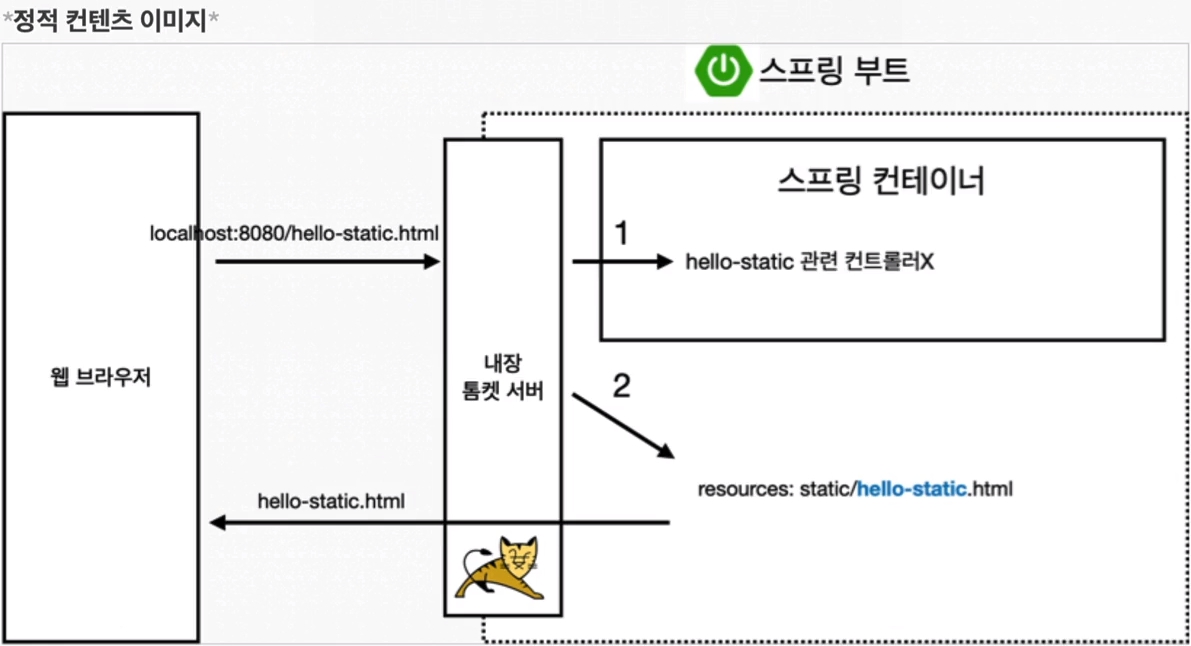 *정적 컨텐츠 이미지*
스프링 부트
스프링 컨테이너
localhost:8080/hello-static.html
1
hello-static 관련 컨트롤러X
웹 브라우저
내장
톰켓 서버
2
resources: static/hello-static.html
hello-static.html